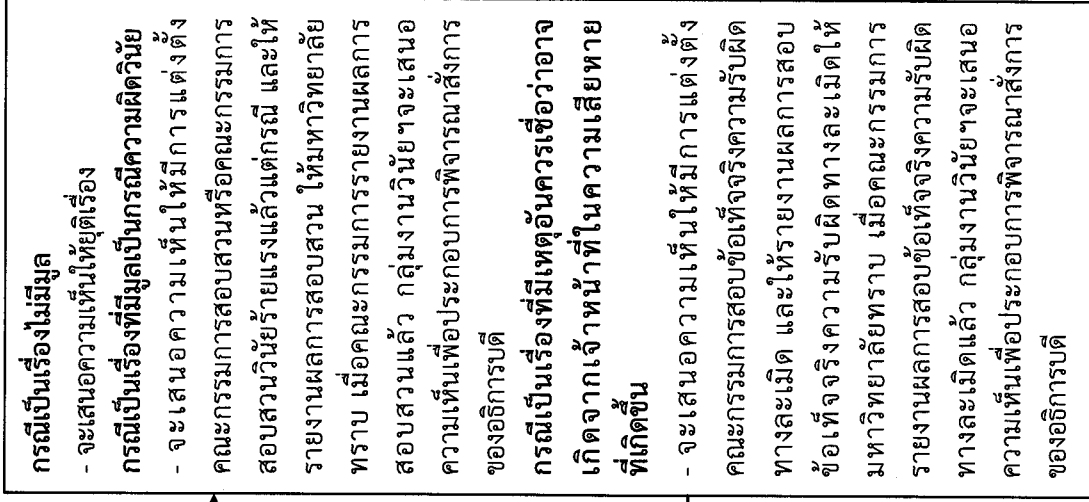 กรณีเป็นเรื่องไม่มีมูล
- จะเสนอความเห็นให้ยุติเรื่อง
กรณีเป็นเรื่องที่มีมูลเป็นกรณีความผิดวินัย
- จะเสนอความเห็นให้มีการแต่งตั้ง
คณะกรรมการสอบสวนหรือคณะกรรมการ
สอบสวนวินัยร้ายแรงแล้วแต่กรณี และให้
รายงานผลการสอบสวน ให้มหาวิทยาลัย
ทราบ เมื่อคณะกรรมการรายงานผลการ
สอบสวนแล้ว กลุ่มงานวินัยฯจะเสนอ
ความเห็นเพื่อประกอบการพิจารณาสั่งการ
ของอธิการบดี
กรณีเป็นเรื่องที่มีเหตุอันควรเชื่อว่าอาจ
เกิดจากเจ้าหน้าที่ในความเสียหาย
ที่เกิดขึ้น
- จะเสนอความเห็นให้มีการแต่งตั้ง
คณะกรรมการสอบข้อเท็จจริงความรับผิด
ทางละเมิด และให้รายงานผลการสอบ
ข้อเท็จจริงความรับผิดทางละเมิดให้
มหาวิทยาลัยทราบ เมื่อคณะกรรมการ
รายงานผลการสอบข้อเท็จจริงความรับผิด
ทางละเมิดแล้ว กลุ่มงานวินัยฯจะเสนอ
ความเห็นเพื่อประกอบการพิจารณาสั่งการ
ของอธิการบดี